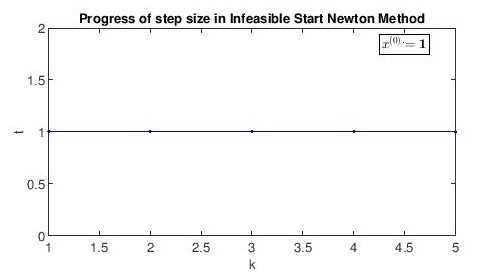 Progress of step size in Infeasible Start Newton Method
x⁽⁰⁾ = 1
2
1.5
1
0.5
0
t
1 1.5 2 2.5 3 3.5 4 4.5 5
k